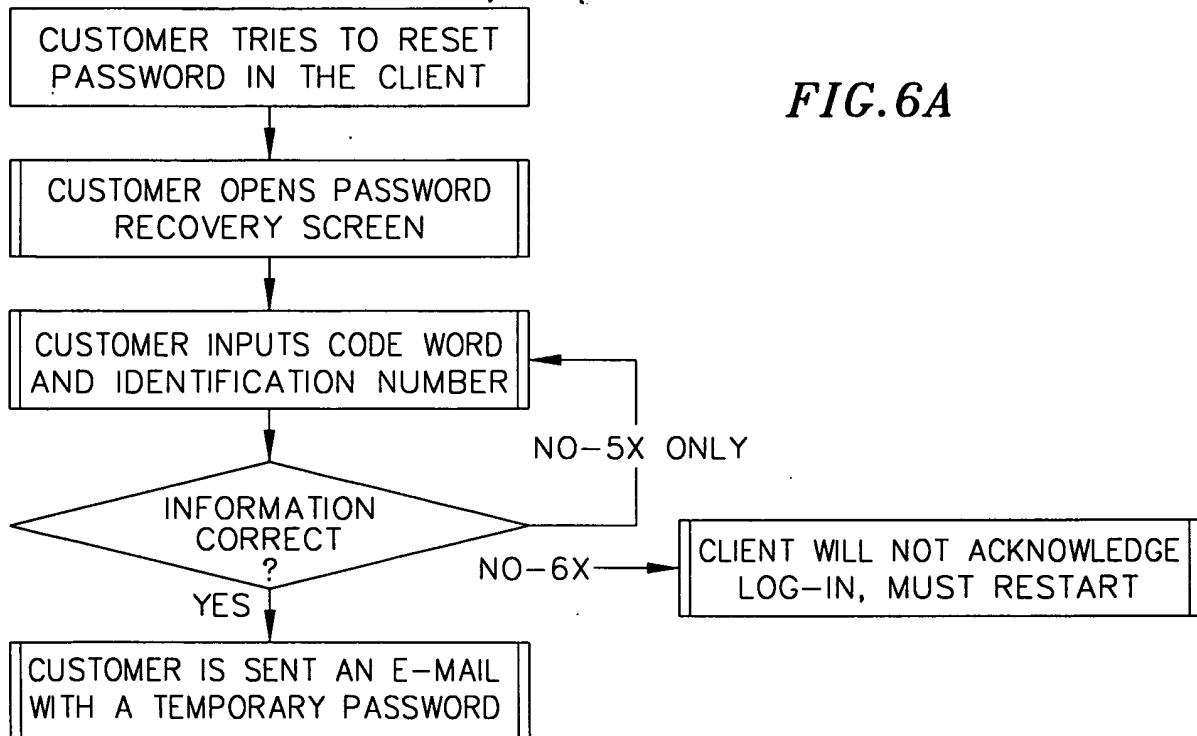 CUSTOMER TRIES TO RESET
PASSWORD IN THE CLIENT
FIG.6A
CUSTOMER OPENS PASSWORD
RECOVERY SCREEN
CUSTOMER INPUTS CODE WORD
AND IDENTIFICATION NUMBER
NO-5X ONLY
INFORMATION
CORRECT
?
NO-6X
CLIENT WILL NOT ACKNOWLEDGE
LOG-IN, MUST RESTART
YES
CUSTOMER IS SENT AN E-MAIL
WITH A TEMPORARY PASSWORD